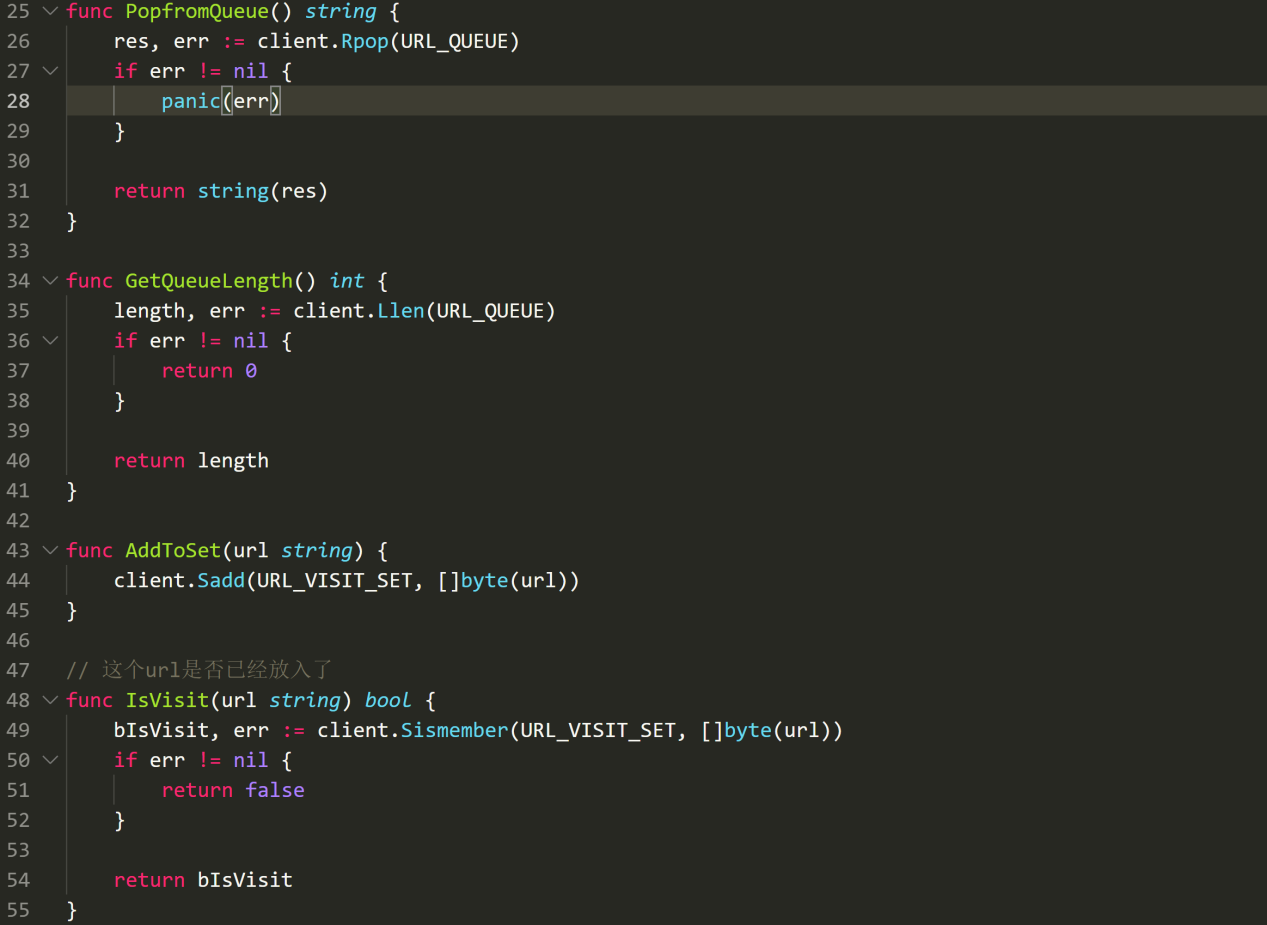 25 func PopfromQueue() string {
26     res, err := client.Rpop(URL_QUEUE)
27     if err != nil {
28         panic(err)
29     }
30
31     return string(res)
32 }
33
34 func GetQueueLength() int {
35     length, err := client.Llen(URL_QUEUE)
36     if err != nil {
37         return 0
38     }
39
40     return length
41 }
42
43 func AddToSet(url string) {
44     client.Sadd(URL_VISIT_SET, []byte(url))
45 }
46
47 // 这个url是否已经放入了
48 func IsVisit(url string) bool {
49     bIsVisit, err := client.Sismember(URL_VISIT_SET, []byte(url))
50     if err != nil {
51         return false
52     }
53
54     return bIsVisit
55 }